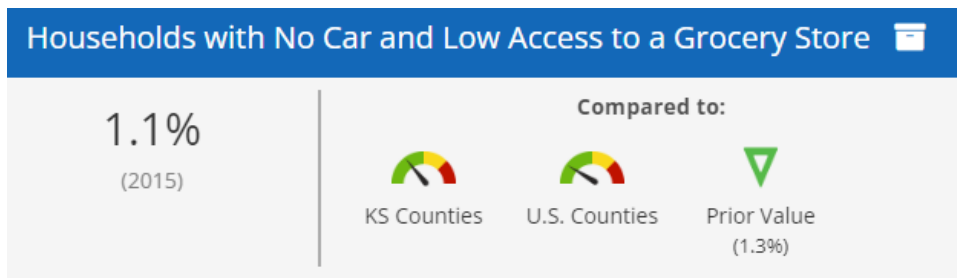 Households with No Car and Low Access to a Grocery Store
1.1%
(2015)
Compared to:
KS Counties
U.S. Counties
Prior Value
(1.3%)